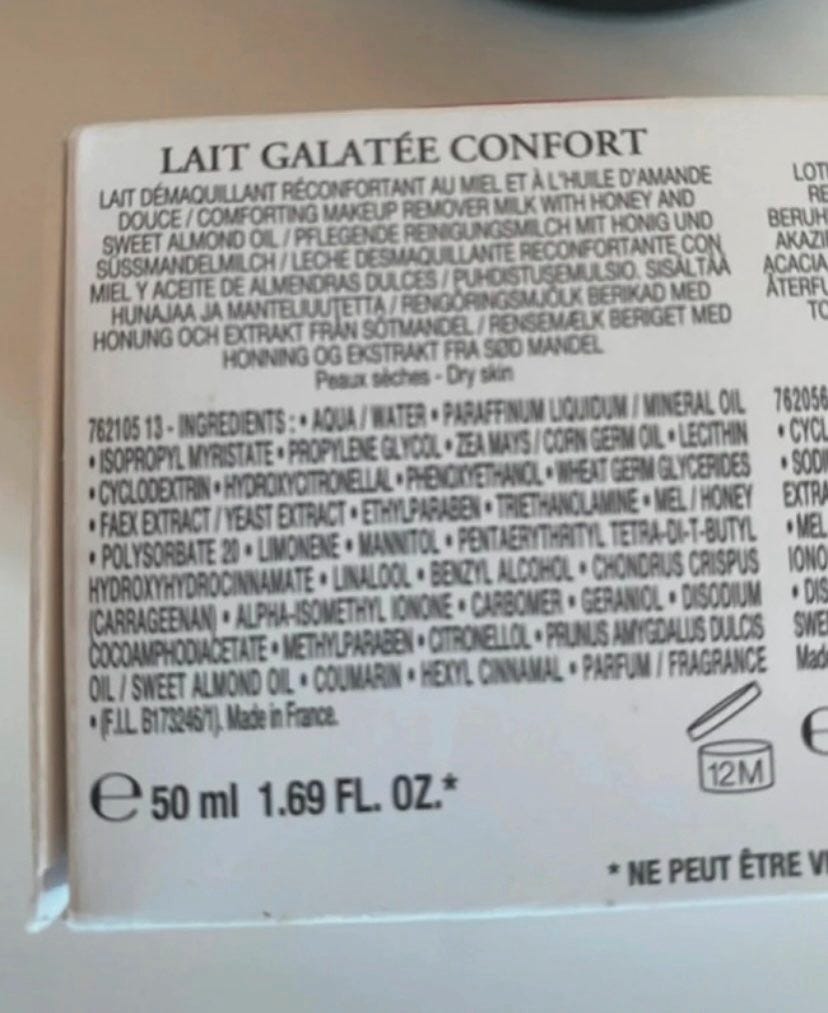 LAIT GALATÉE CONFORT
LAIT DÉMAQUILLANT RÉCONFORTANT AU MIEL ET À L'HUILE D'AMANDE
DOUCE / COMFORTING MAKEUP REMOVER MILK WITH HONEY AND
SWEET ALMOND OIL / PFLEGENDE REINIGUNGSMILCH MIT HONIG UND
SÜSSMANDELMILCH / LECHE DESMAQUILLANTE RECONFORTANTE CON
MIEL Y ACEITE DE ALMENDRAS DULCES / PUHDISTUSEMULSIO. SISÄLTÄÄ
HUNAJAA JA MANTELIUUTETTA / RENGÖRINGSMJÖLK BERIKAD MED
HONUNG OCH EXTRAKT FRÅN SÖTMANDEL / RENSEMÆLK BERIGET MED
HONNING OG EKSTRAKT FRA SØD MANDEL
Peaux sèches - Dry skin
762105 13 - INGREDIENTS : • AQUA / WATER • PARAFFINUM LIQUIDUM / MINERAL OIL
• ISOPROPYL MYRISTATE • PROPYLENE GLYCOL • ZEA MAYS / CORN GERM OIL • LECITHIN
• CYCLODEXTRIN • HYDROXYCITRONELLAL • PHENOXYETHANOL • WHEAT GERM GLYCERIDES
• FAEX EXTRACT / YEAST EXTRACT • ETHYLPARABEN • TRIETHANOLAMINE • MEL / HONEY
• POLYSORBATE 20 • LIMONENE • MANNITOL • PENTAERYTHRITYL TETRA-DI-T-BUTYL
HYDROXYHYDROCINNAMATE • LINALOOL • BENZYL ALCOHOL • CHONDRUS CRISPUS
(CARRAGEENAN) • ALPHA-ISOMETHYL IONONE • CARBOMER • GERANIOL • DISODIUM
COCOAMPHODIACETATE • METHYLPARABEN • CITRONELLOL • PRUNUS AMYGDALUS DULCIS
OIL / SWEET ALMOND OIL • COUMARIN • HEXYL CINNAMAL • PARFUM / FRAGRANCE
• (F.I.L. B173246/1). Made in France.
12M
℮ 50 ml 1.69 FL. OZ.*
* NE PEUT ÊTRE V
LOTI
RE
BERUH
AKAZI
ACACIA
ÅTERFU
TO
762056
• CYCL
• SODI
EXTRA
• MEL
IONO
• DIS
SWE
Made
℮